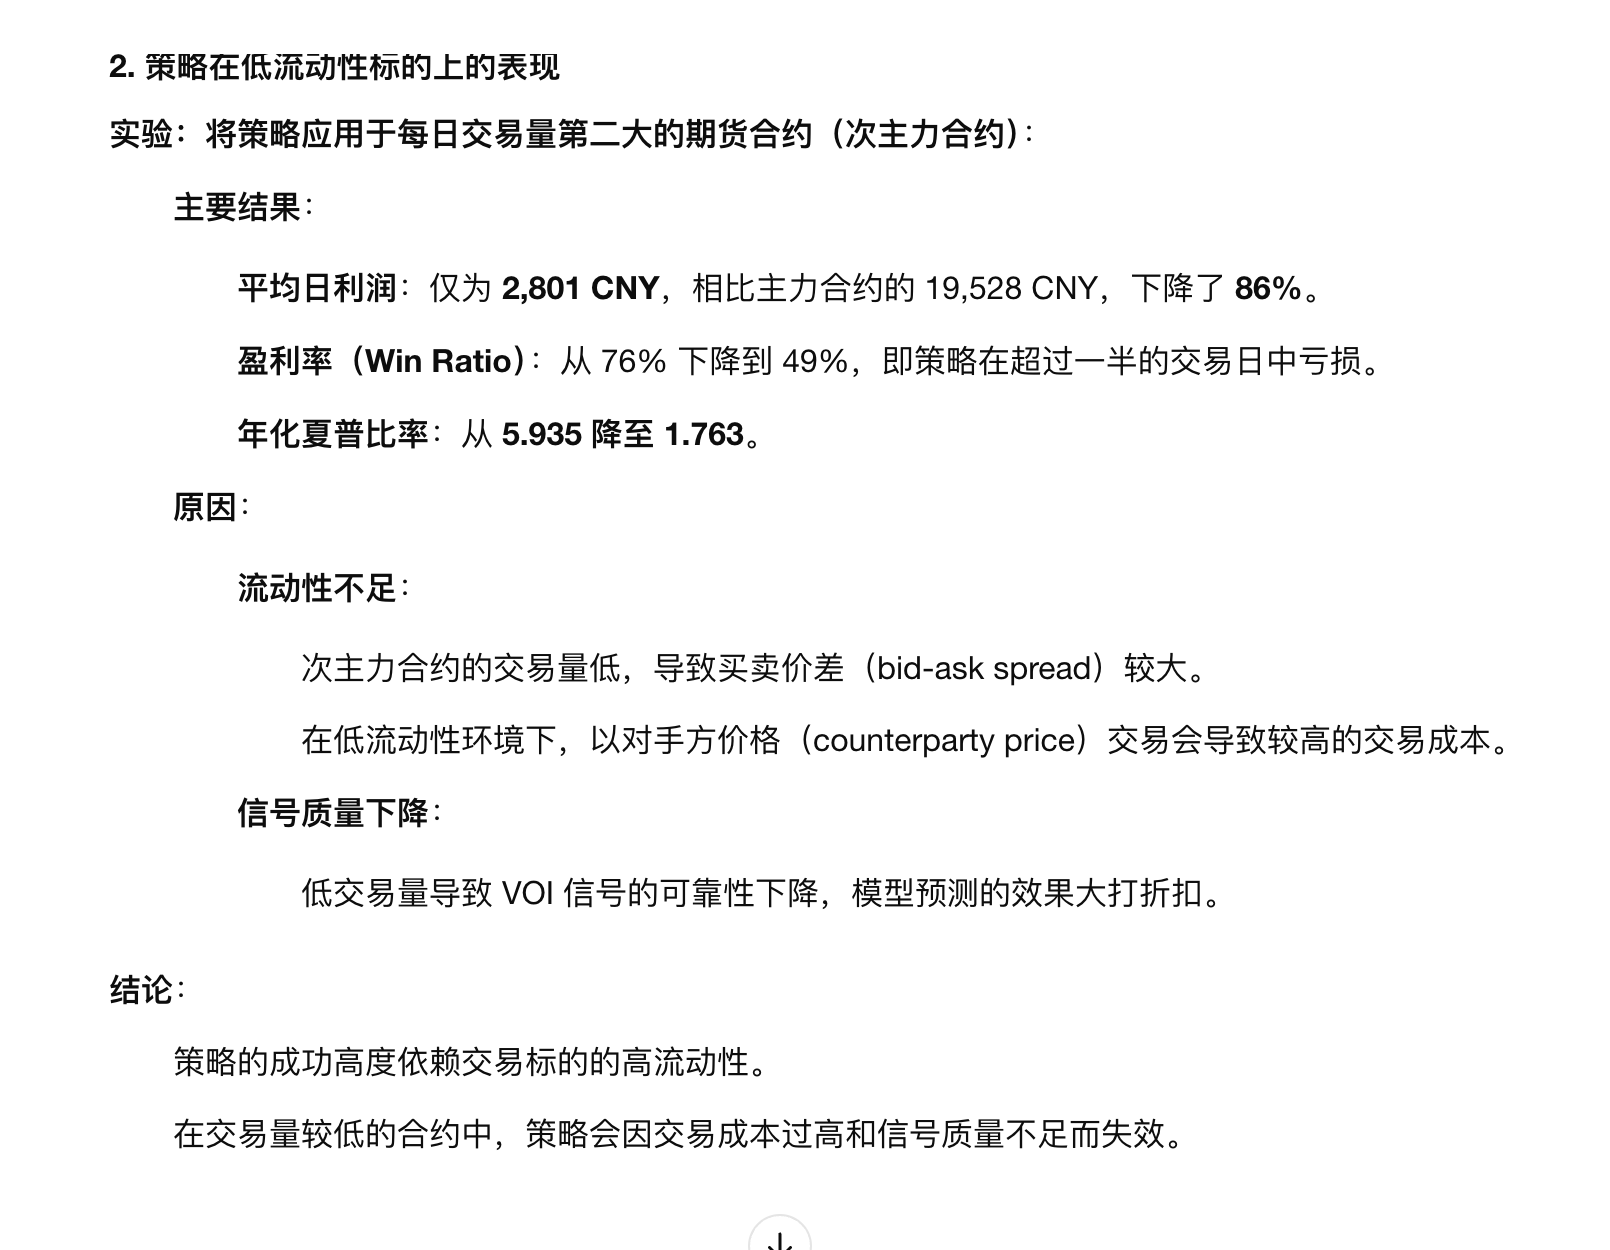 2. 策略在低流动性标的上的表现
实验：将策略应用于每日交易量第二大的期货合约（次主力合约）：
主要结果：
平均日利润：仅为 2,801 CNY，相比主力合约的 19,528 CNY，下降了 86%。
盈利率（Win Ratio）：从 76% 下降到 49%，即策略在超过一半的交易日中亏损。
年化夏普比率：从 5.935 降至 1.763。
原因：
流动性不足：
次主力合约的交易量低，导致买卖价差（bid-ask spread）较大。
在低流动性环境下，以对手方价格（counterparty price）交易会导致较高的交易成本。
信号质量下降：
低交易量导致 VOI 信号的可靠性下降，模型预测的效果大打折扣。
结论：
策略的成功高度依赖交易标的的高流动性。
在交易量较低的合约中，策略会因交易成本过高和信号质量不足而失效。